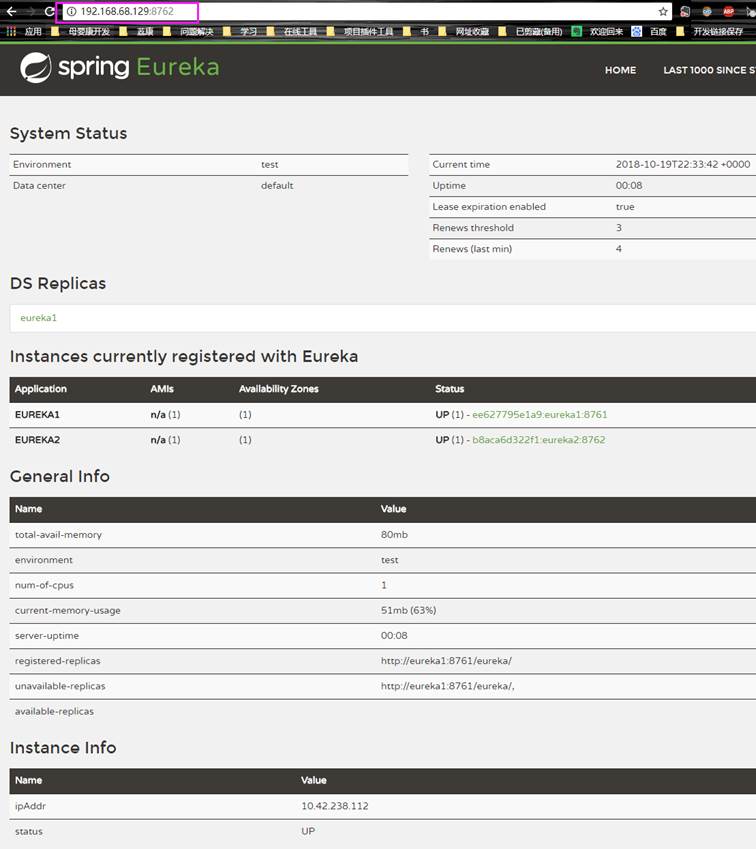 192.168.68.129:8762
应用 母婴康开发 蓝康 问题解决 学习 在线工具 项目插件工具 书 网址收藏 已剪藏(备用) 欢迎回来 百度 开发链接保存
spring Eureka HOME LAST 1000 SINCE S
System Status
Environment test
Data center default
Current time 2018-10-19T22:33:42 +0000
Uptime 00:08
Lease expiration enabled true
Renews threshold 3
Renews (last min) 4
DS Replicas
eureka1
Instances currently registered with Eureka
Application AMIs Availability Zones Status
EUREKA1 n/a (1) (1) UP (1) - ee627795e1a9:eureka1:8761
EUREKA2 n/a (1) (1) UP (1) - b8aca6d322f1:eureka2:8762
General Info
Name Value
total-avail-memory 80mb
environment test
num-of-cpus 1
current-memory-usage 51mb (63%)
server-uptime 00:08
registered-replicas http://eureka1:8761/eureka/
unavailable-replicas http://eureka1:8761/eureka/,
available-replicas
Instance Info
Name Value
ipAddr 10.42.238.112
status UP